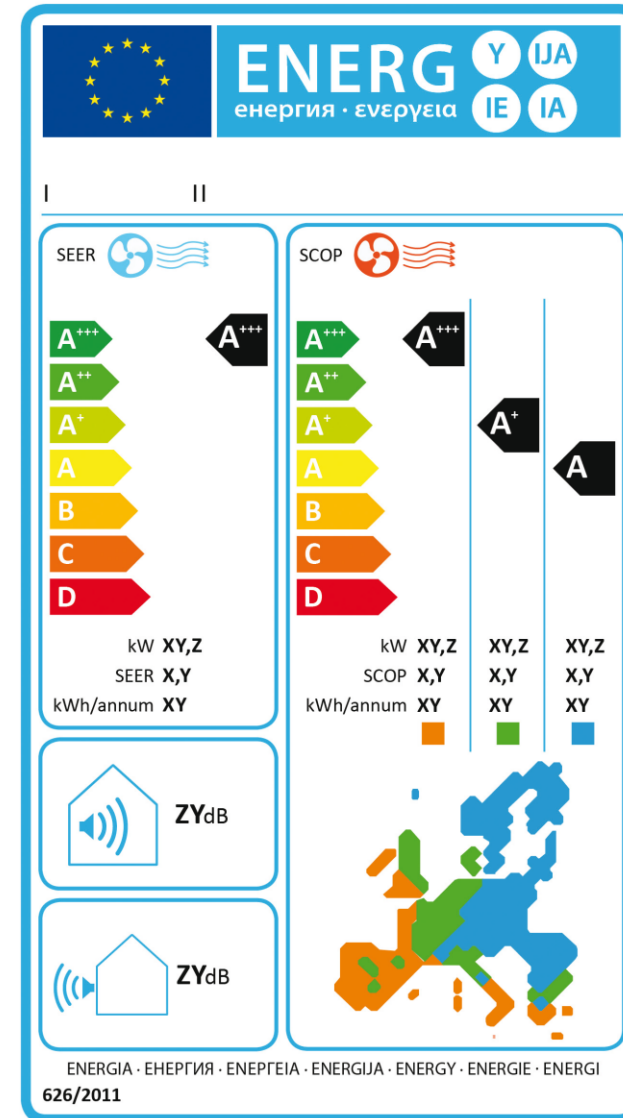 ENERG Y IJA
енергия · ενεργεια IE IA
I II
SEER
A+++ A+++
A++
A+
A
B
C
D
kW XY,Z
SEER X,Y
kWh/annum XY
SCOP
A+++ A+++
A++
A+ A+
A A
B
C
D
kW XY,Z XY,Z XY,Z
SCOP X,Y X,Y X,Y
kWh/annum XY XY XY
ZYdB
ZYdB
ENERGIA · ЕНЕРГИЯ · ΕΝΕΡΓΕΙΑ · ENERGIJA · ENERGY · ENERGIE · ENERGI
626/2011